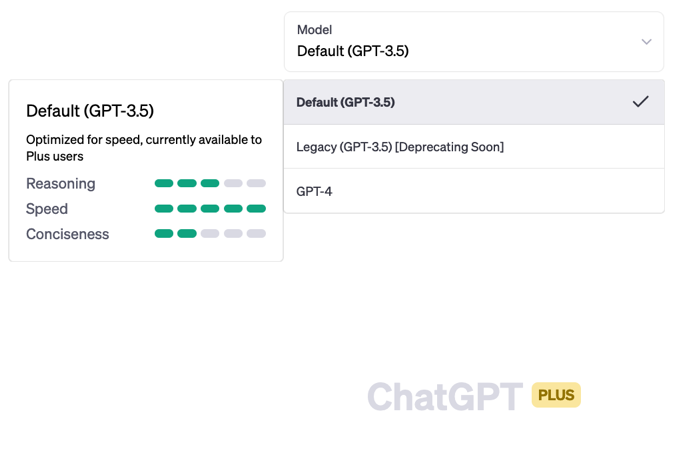 Model
Default (GPT-3.5)
Default (GPT-3.5)
Optimized for speed, currently available to
Plus users
Reasoning
Speed
Conciseness
Default (GPT-3.5)
Legacy (GPT-3.5) [Deprecating Soon]
GPT-4
ChatGPT PLUS